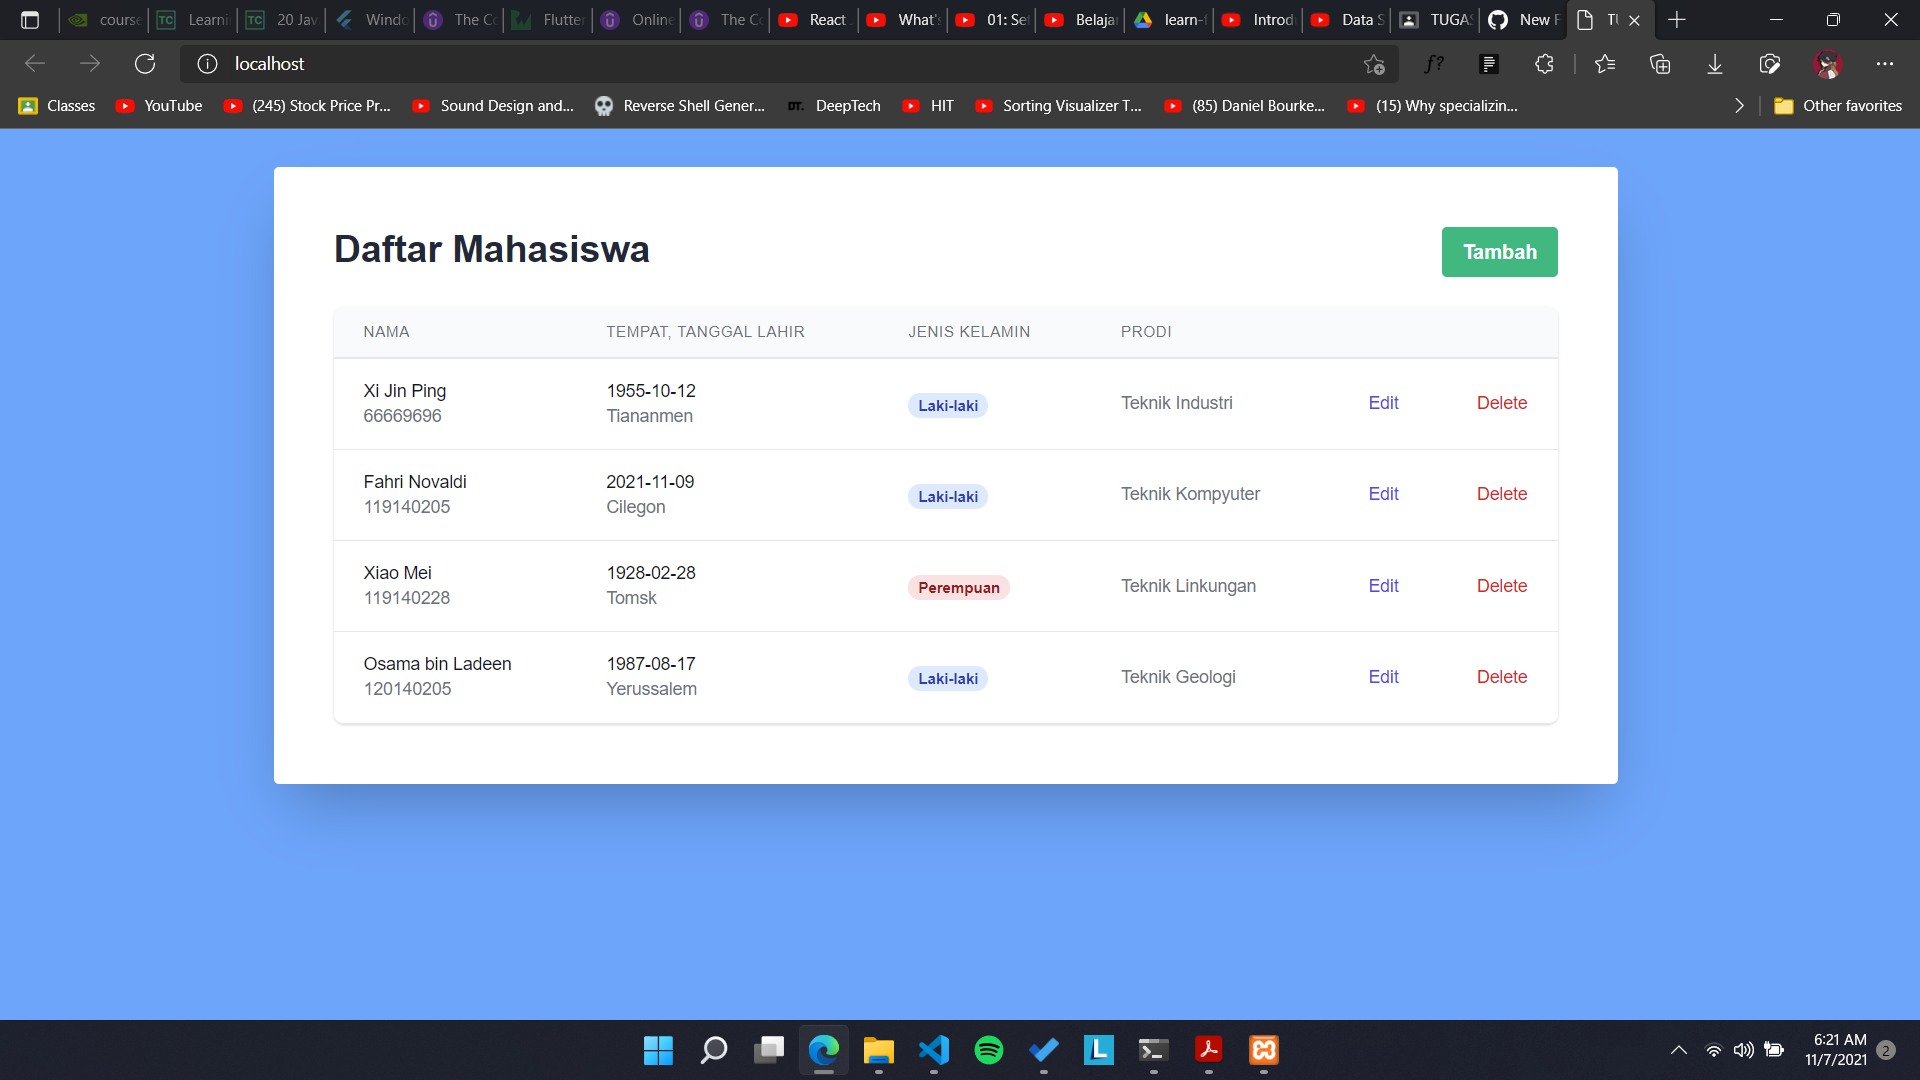 course Learni 20 Jav Windo The Co Flutter Online The Co React What's 01: Set Belajar learn-f Introdu Data S TUGAS New F TU
localhost
Classes YouTube (245) Stock Price Pr... Sound Design and... Reverse Shell Gener... DT. DeepTech HIT Sorting Visualizer T... (85) Daniel Bourke... (15) Why specializin... Other favorites
Daftar Mahasiswa
Tambah
NAMA TEMPAT, TANGGAL LAHIR JENIS KELAMIN PRODI
Xi Jin Ping 1955-10-12
Laki-laki Teknik Industri Edit Delete
66669696 Tiananmen
Fahri Novaldi 2021-11-09
Laki-laki Teknik Kompyuter Edit Delete
119140205 Cilegon
Xiao Mei 1928-02-28
Perempuan Teknik Linkungan Edit Delete
119140228 Tomsk
Osama bin Ladeen 1987-08-17
Laki-laki Teknik Geologi Edit Delete
120140205 Yerussalem
6:21 AM
11/7/2021 2